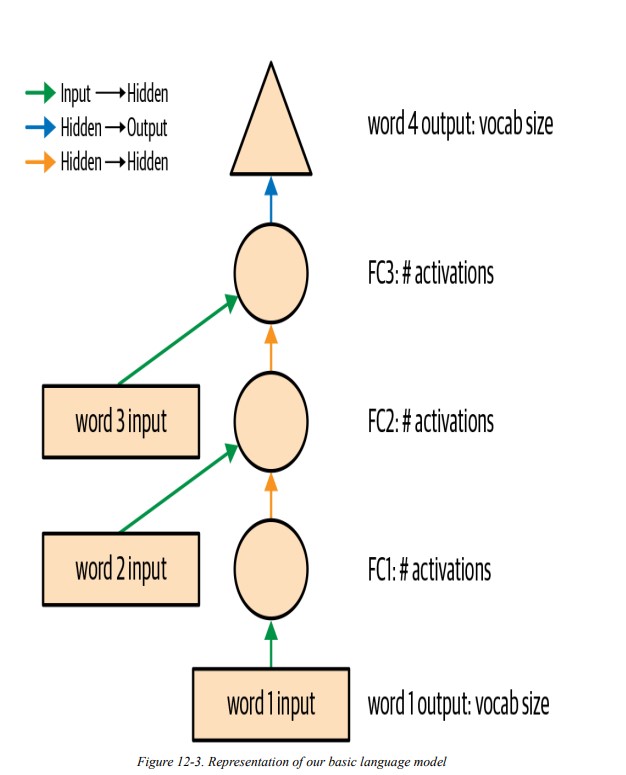 Input → Hidden
Hidden → Output
Hidden → Hidden
word 4 output: vocab size
FC3: # activations
word 3 input
FC2: # activations
word 2 input
FC1: # activations
word 1 input
word 1 output: vocab size
Figure 12-3. Representation of our basic language model